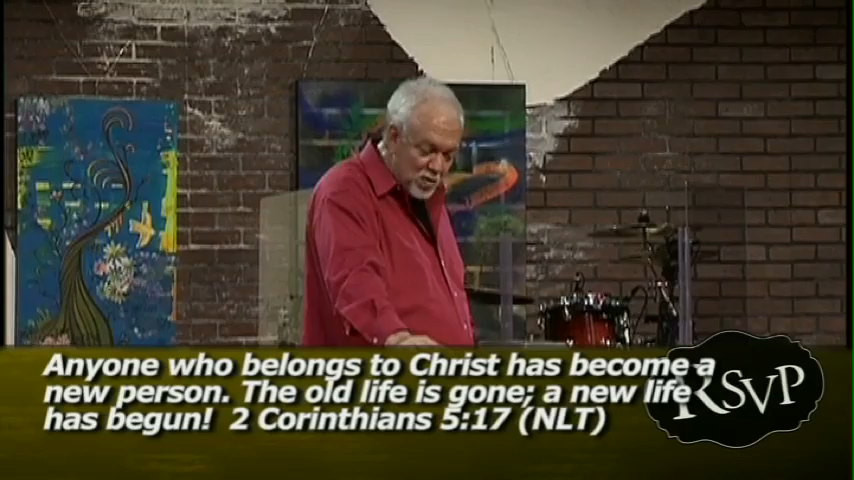 Anyone who belongs to Christ has become a
new person. The old life is gone; a new life
has begun! 2 Corinthians 5:17 (NLT)
RSVP